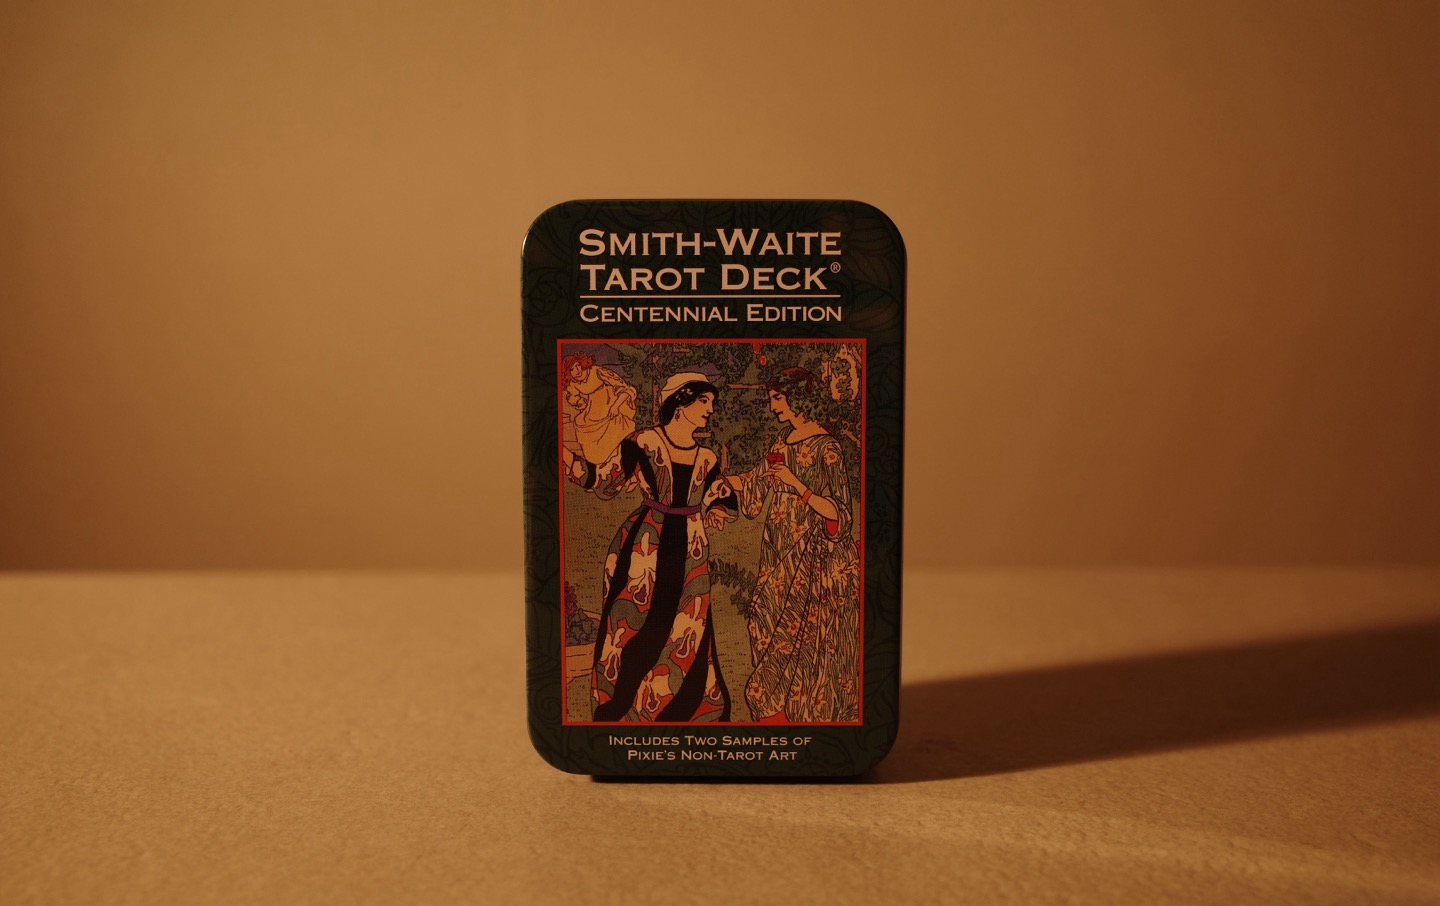 SMITH-WAITE
TAROT DECK®
CENTENNIAL EDITION
INCLUDES TWO SAMPLES OF
PIXIE'S NON-TAROT ART